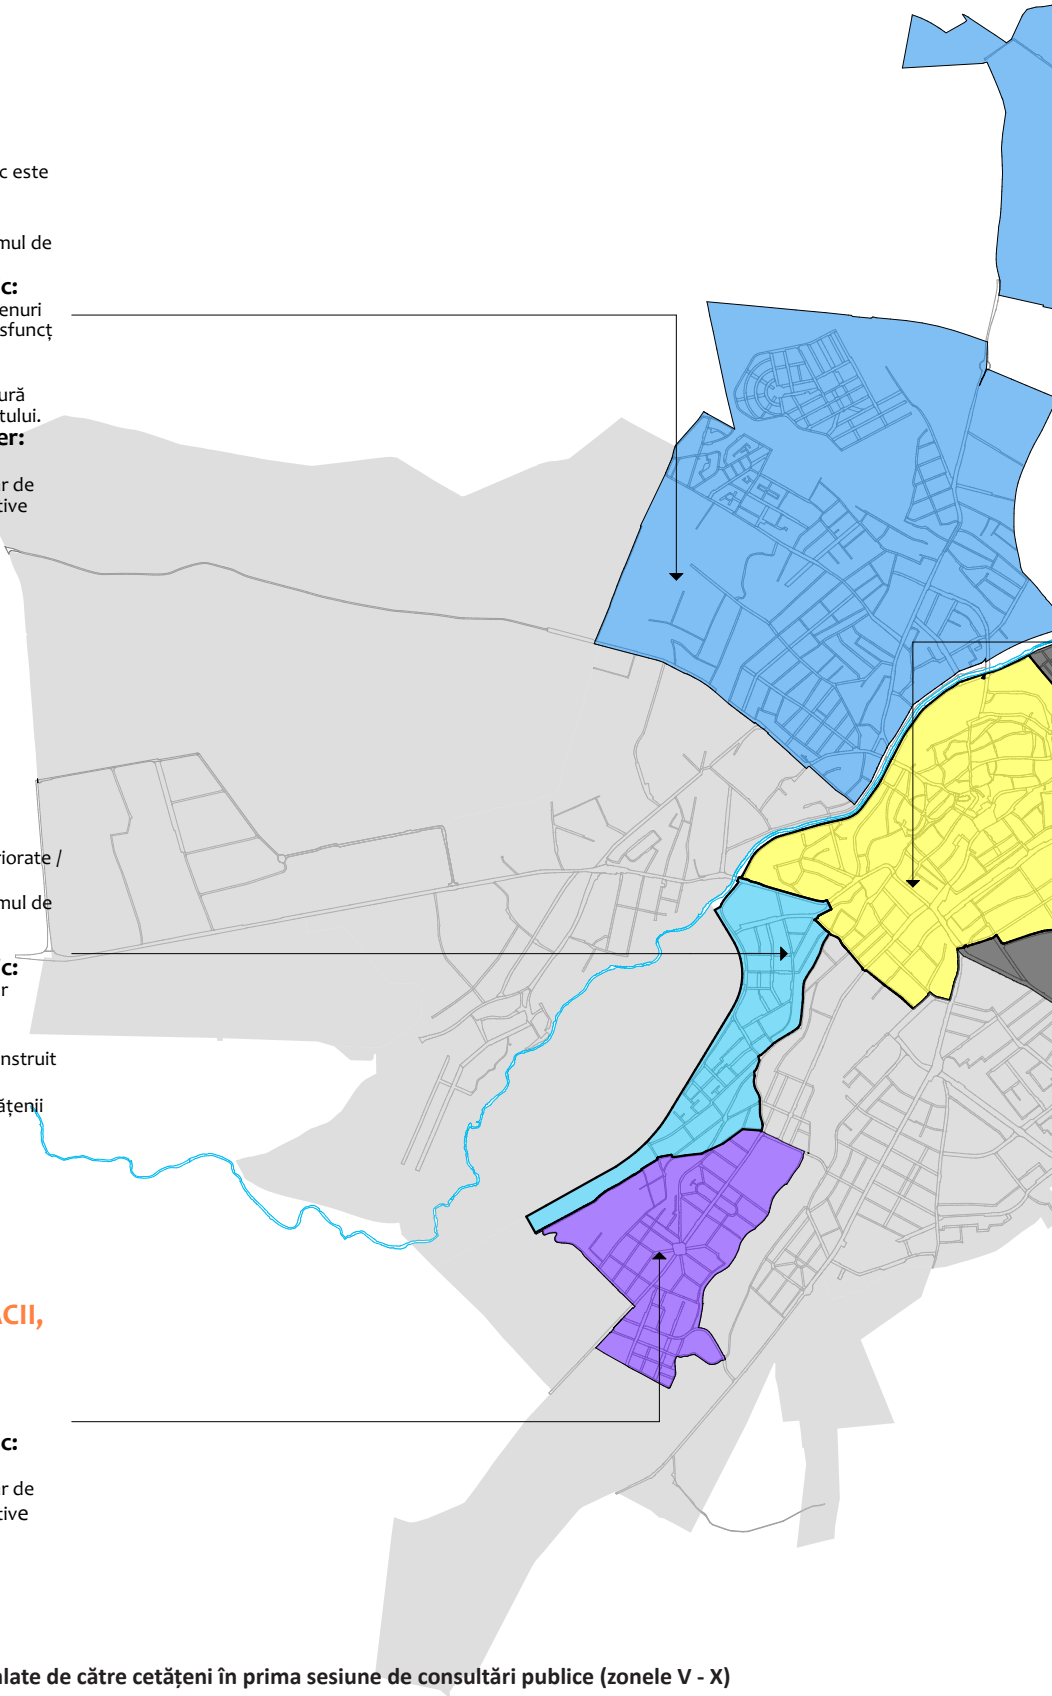 c este
mul de
c:
enuri
sfuncț
ură
tului.
er:
r de
tive
riorate /
mul de
c:
r
nstruit
ățenii
ACII,
c:
r de
tive
alate de către cetățeni în prima sesiune de consultări publice (zonele V - X)